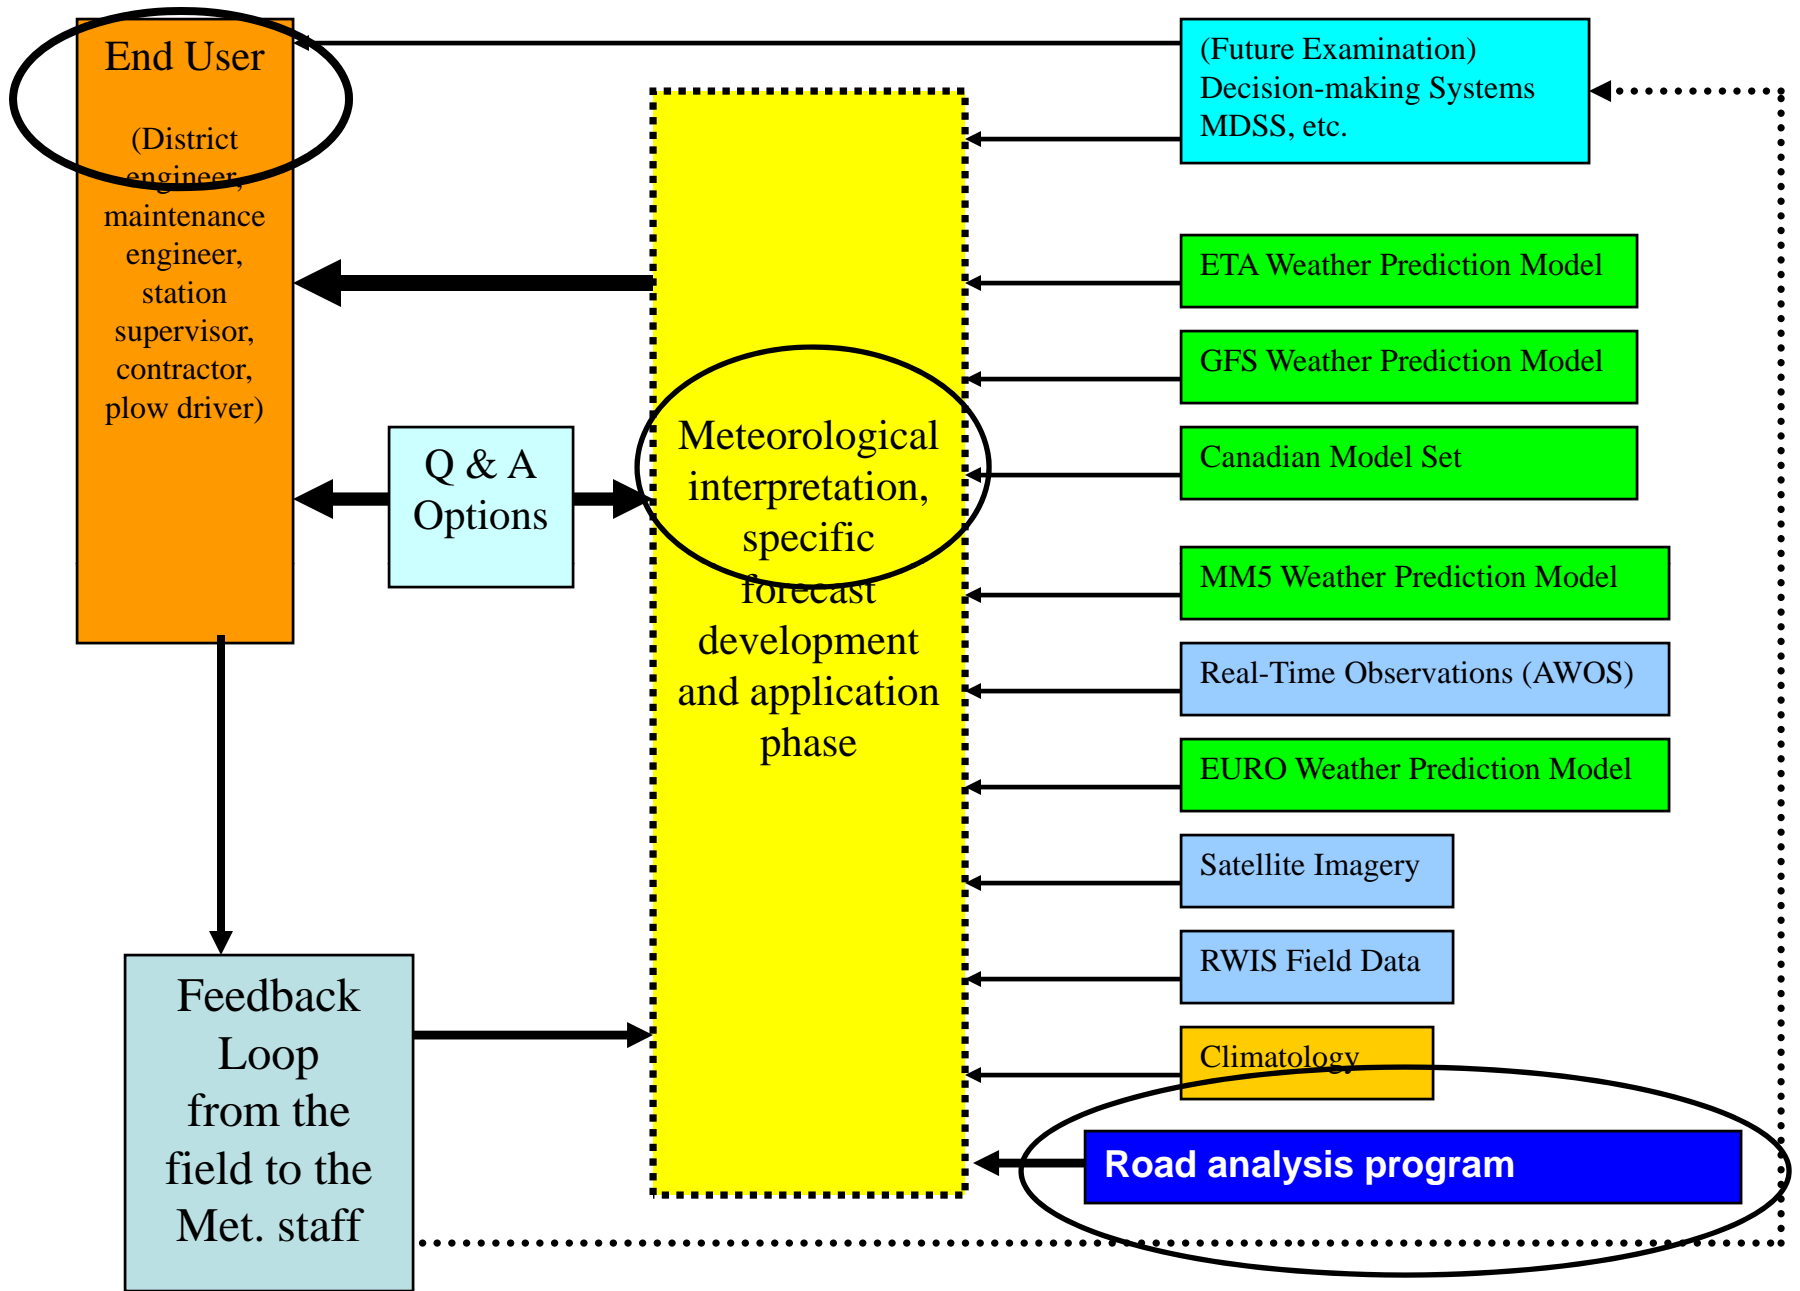 End User
(District
engineer,
maintenance
engineer,
station
supervisor,
contractor,
plow driver)
Q & A
Options
Feedback
Loop
from the
field to the
Met. staff
Meteorological
interpretation,
specific
forecast
development
and application
phase
(Future Examination)
Decision-making Systems
MDSS, etc.
ETA Weather Prediction Model
GFS Weather Prediction Model
Canadian Model Set
MM5 Weather Prediction Model
Real-Time Observations (AWOS)
EURO Weather Prediction Model
Satellite Imagery
RWIS Field Data
Climatology
Road analysis program